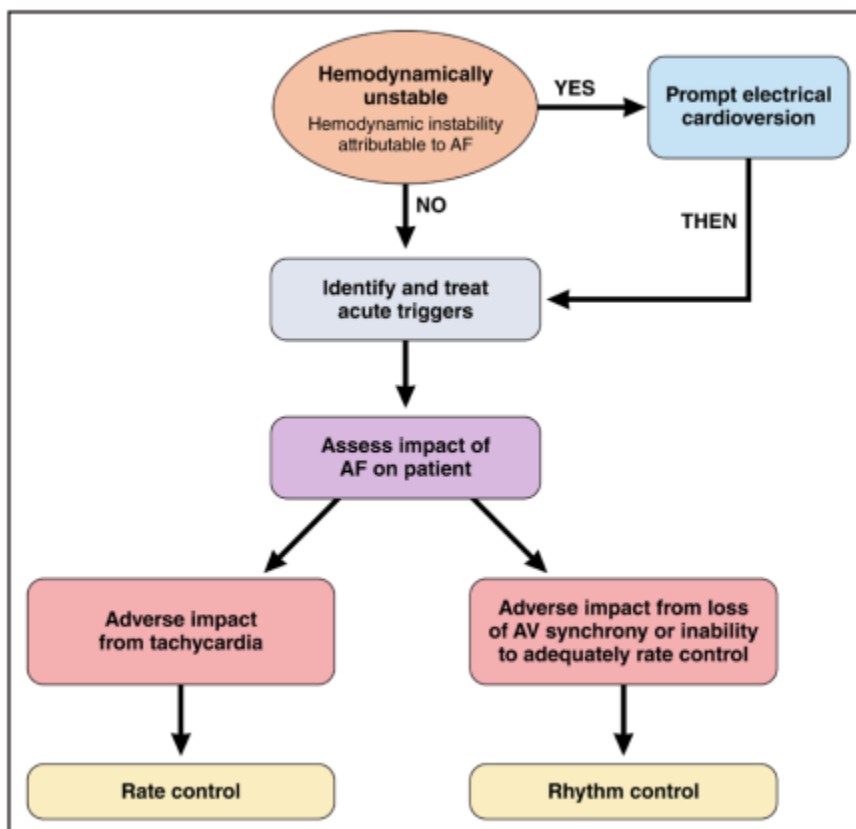 Hemodynamically
unstable
Hemodynamic instability
attributable to AF
YES
Prompt electrical
cardioversion
NO
THEN
Identify and treat
acute triggers
Assess impact of
AF on patient
Adverse impact
from tachycardia
Adverse impact from loss
of AV synchrony or inability
to adequately rate control
Rate control
Rhythm control